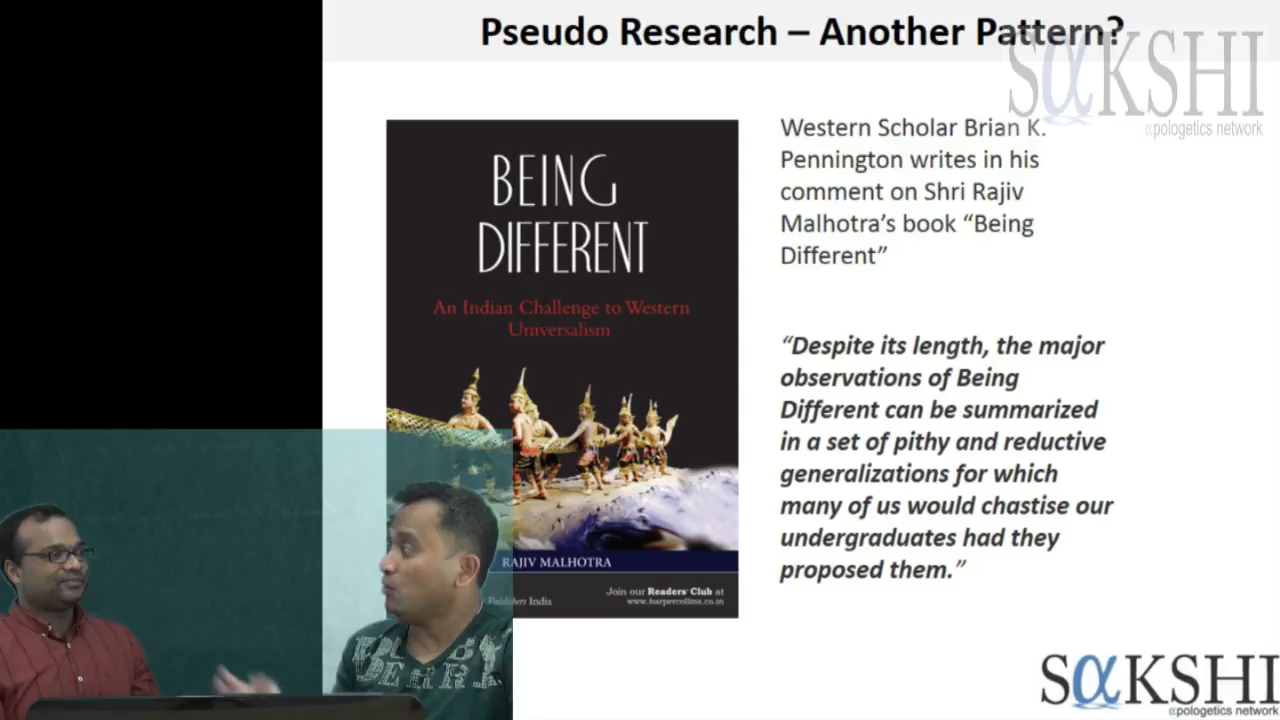 Pseudo Research – Another Pattern?
SαKSHI
αpologetics network
Western Scholar Brian K.
Pennington writes in his
comment on Shri Rajiv
Malhotra’s book “Being
Different”
“Despite its length, the major
observations of Being
Different can be summarized
in a set of pithy and reductive
generalizations for which
many of us would chastise our
undergraduates had they
proposed them.”
BEING
DIFFERENT
An Indian Challenge to Western
Universalism
RAJIV MALHOTRA
Publishers India
Join our Readers' Club at
www.harpercollins.co.in
SαKSHI
αpologetics network